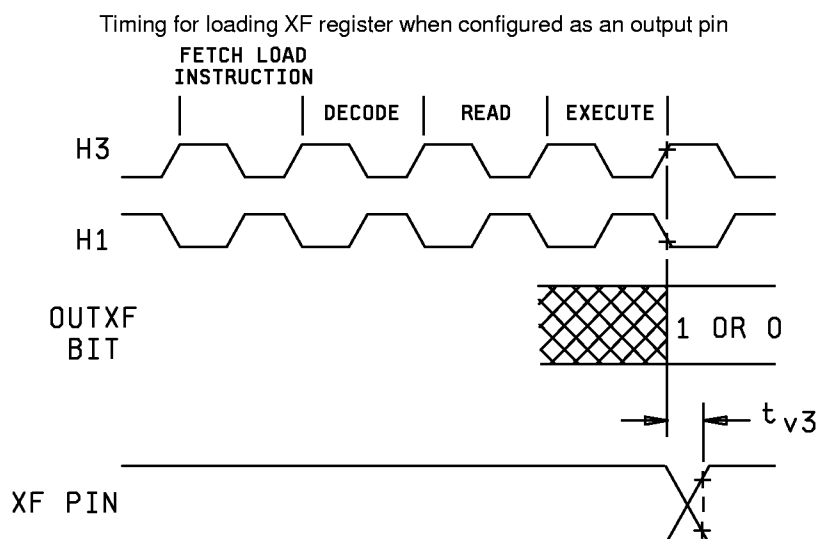 Timing for loading XF register when configured as an output pin
FETCH LOAD
INSTRUCTION
DECODE
READ
EXECUTE
H3
H1
OUTXF
BIT
1 OR 0
tv3
XF PIN